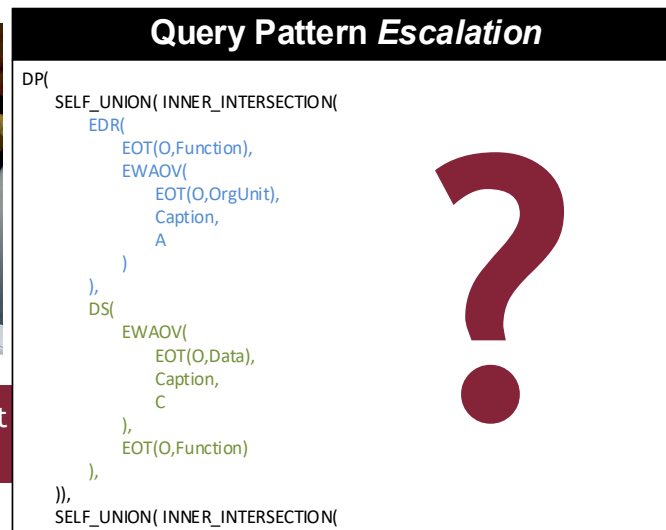 Query Pattern Escalation
DP(
SELF_UNION( INNER_INTERSECTION(
EDR(
EOT(O,Function),
EWAOV(
EOT(O,OrgUnit),
Caption,
A
)
),
DS(
EWAOV(
EOT(O,Data),
Caption,
C
),
EOT(O,Function)
),
)),
SELF_UNION( INNER_INTERSECTION(
?
t